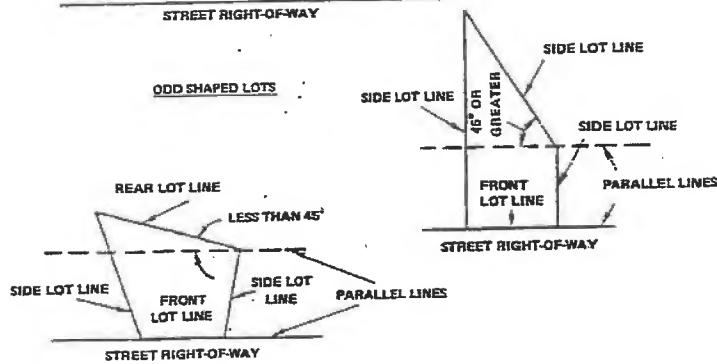 STREET RIGHT-OF-WAY
ODD SHAPED LOTS
SIDE LOT LINE
SIDE LOT LINE
46° OR
GREATER
SIDE LOT LINE
FRONT
LOT LINE
PARALLEL LINES
STREET RIGHT-OF-WAY
REAR LOT LINE
LESS THAN 45°
SIDE LOT LINE
FRONT
LOT LINE
SIDE LOT
LINE
PARALLEL LINES
STREET RIGHT-OF-WAY